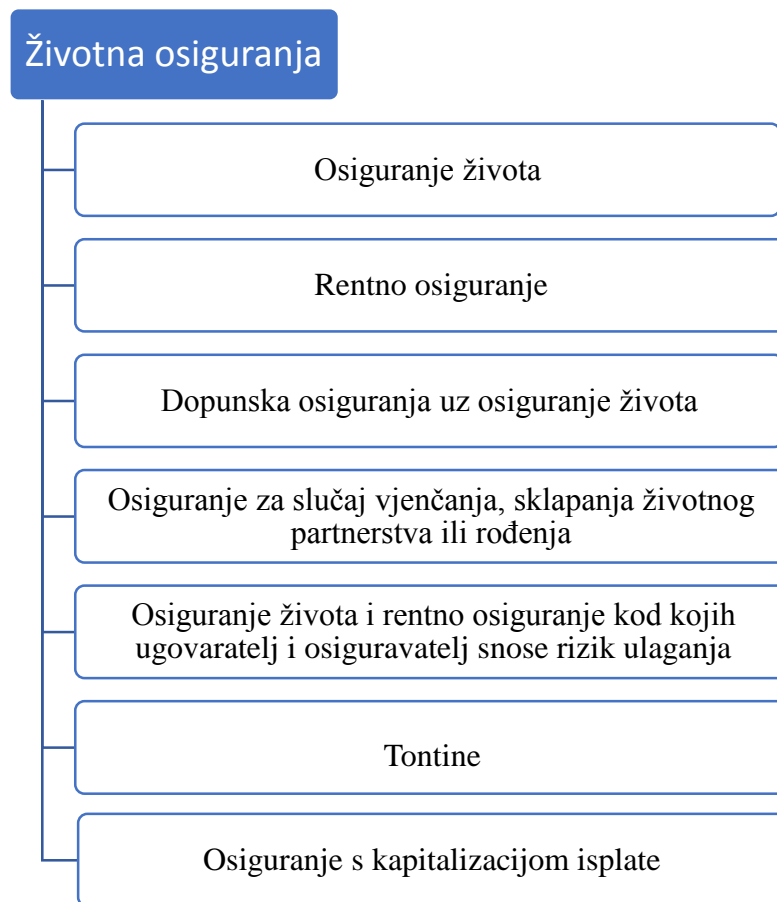 Životna osiguranja
Osiguranje života
Rentno osiguranje
Dopunska osiguranja uz osiguranje života
Osiguranje za slučaj vjenčanja, sklapanja životnog
partnerstva ili rođenja
Osiguranje života i rentno osiguranje kod kojih
ugovaratelj i osiguravatelj snose rizik ulaganja
Tontine
Osiguranje s kapitalizacijom isplate